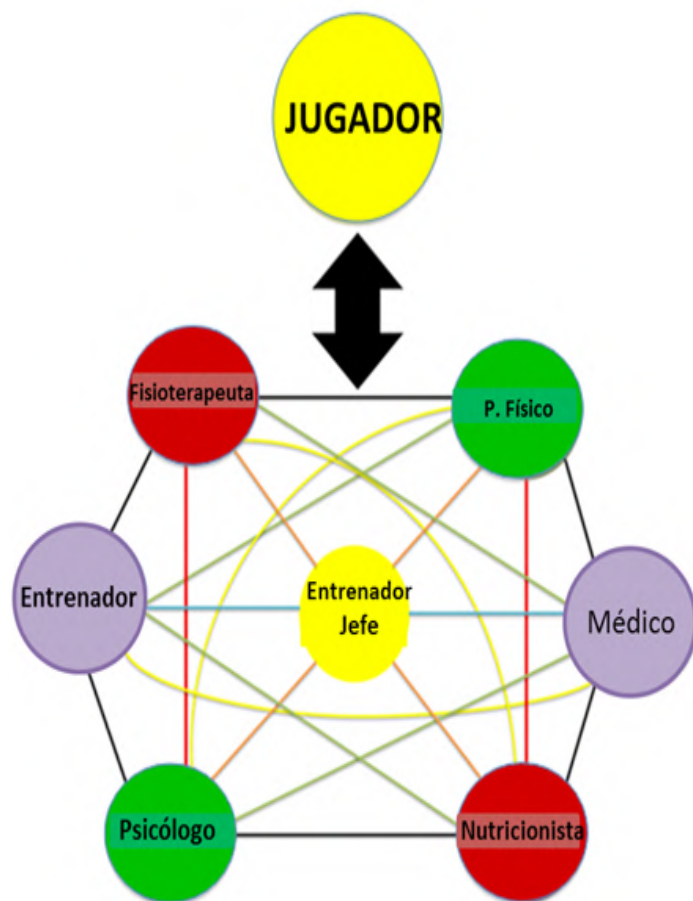 JUGADOR
Fisioterapeuta
P. Físico
Entrenador
Entrenador
Jefe
Médico
Psicólogo
Nutricionista